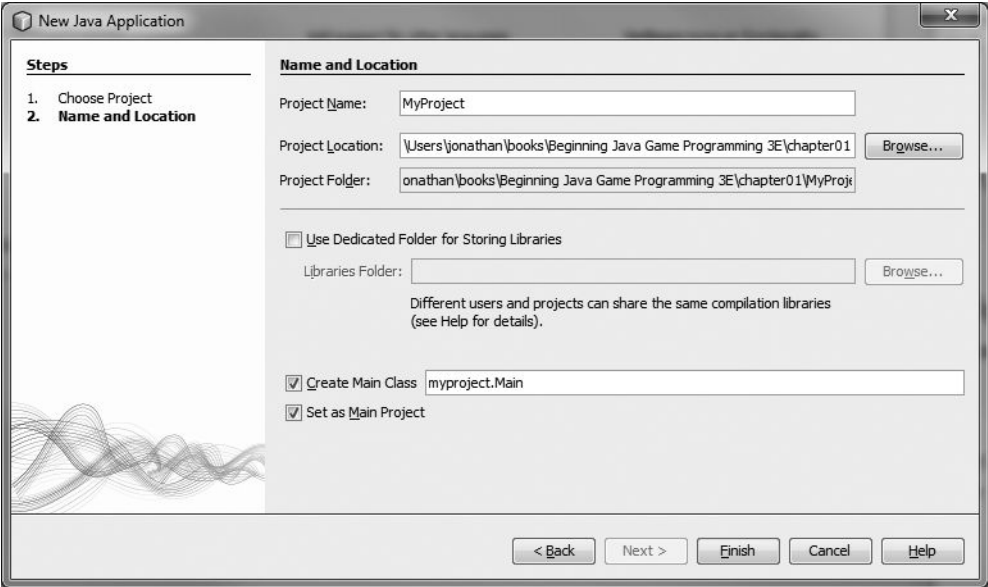 New Java Application
Steps
1. Choose Project
2. Name and Location
Name and Location
Project Name: MyProject
Project Location: \Users\jonathan\books\Beginning Java Game Programming 3E\chapter01 Browse...
Project Folder: onathan\books\Beginning Java Game Programming 3E\chapter01\MyProje
Use Dedicated Folder for Storing Libraries
Libraries Folder: Browse...
Different users and projects can share the same compilation libraries
(see Help for details).
Create Main Class myproject.Main
Set as Main Project
< Back Next > Finish Cancel Help